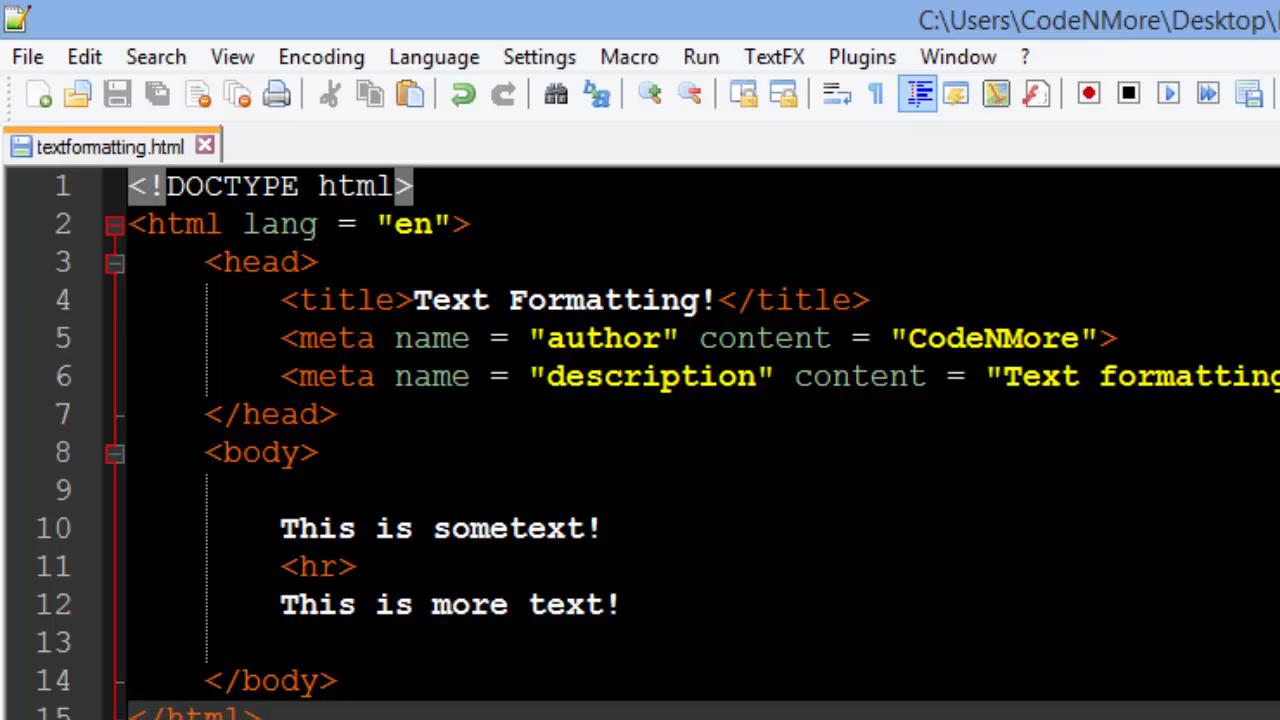 C:\Users\CodeNMore\Desktop\
File Edit Search View Encoding Language Settings Macro Run TextFX Plugins Window ?
textformatting.html
1 <!DOCTYPE html>
2 <html lang = "en">
3 <head>
4 <title>Text Formatting!</title>
5 <meta name = "author" content = "CodeNMore">
6 <meta name = "description" content = "Text formatting
7 </head>
8 <body>
9
10 This is sometext!
11 <hr>
12 This is more text!
13
14 </body>
15 </html>